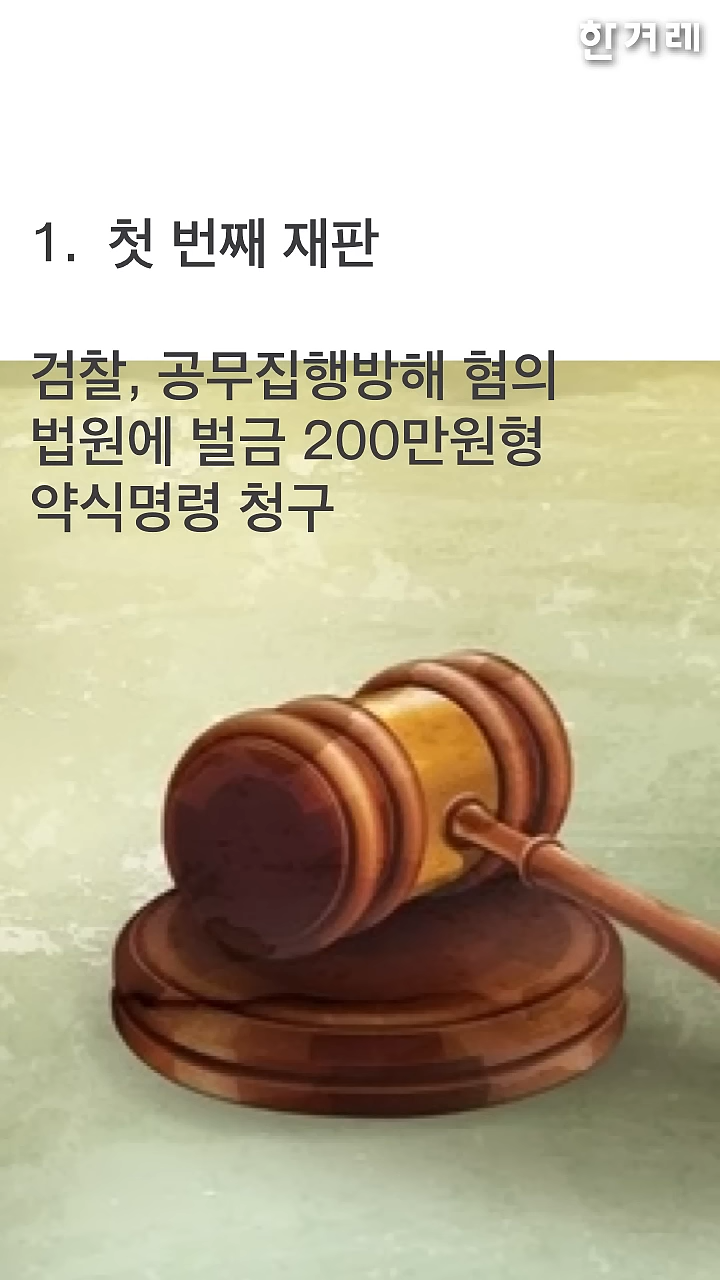 한겨레
1. 첫 번째 재판
검찰, 공무집행방해 혐의
법원에 벌금 200만원형
약식명령 청구